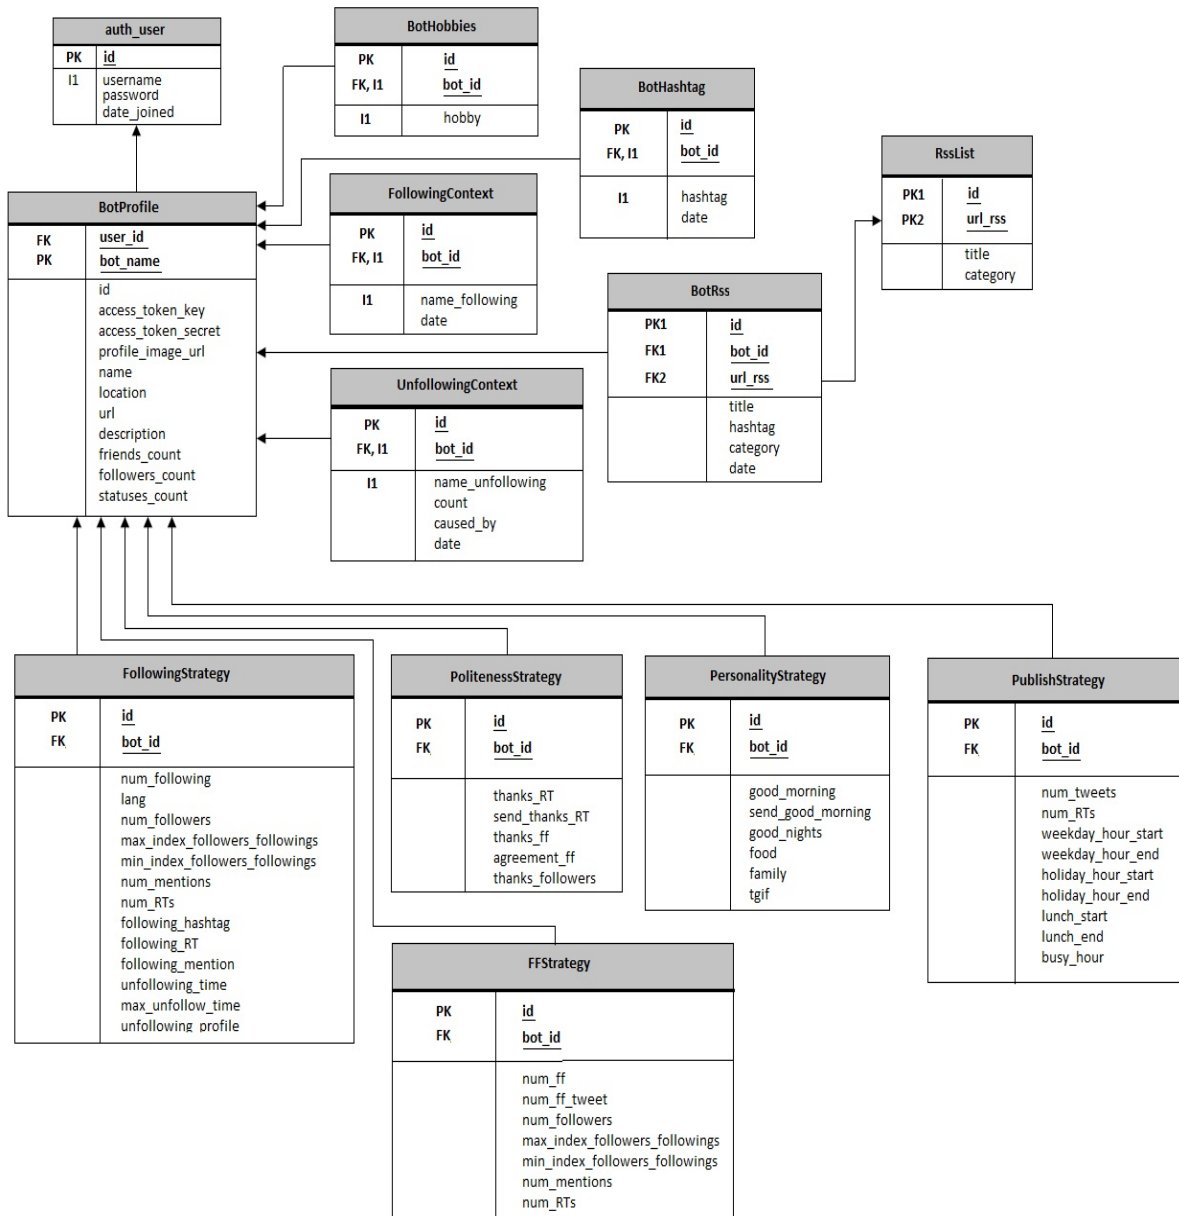 auth_user
PK id
I1 username
password
date_joined
BotHobbies
PK id
FK, I1 bot_id
I1 hobby
BotHashtag
PK id
FK, I1 bot_id
I1 hashtag
date
RssList
PK1 id
PK2 url_rss
title
category
BotProfile
FK user_id
PK bot_name
id
access_token_key
access_token_secret
profile_image_url
name
location
url
description
friends_count
followers_count
statuses_count
FollowingContext
PK id
FK, I1 bot_id
I1 name_following
date
BotRss
PK1 id
FK1 bot_id
FK2 url_rss
title
hashtag
category
date
UnfollowingContext
PK id
FK, I1 bot_id
I1 name_unfollowing
count
caused_by
date
FollowingStrategy
PK id
FK bot_id
num_following
lang
num_followers
max_index_followers_followings
min_index_followers_followings
num_mentions
num_RTs
following_hashtag
following_RT
following_mention
unfollowing_time
max_unfollow_time
unfollowing_profile
PolitenessStrategy
PK id
FK bot_id
thanks_RT
send_thanks_RT
thanks_ff
agreement_ff
thanks_followers
PersonalityStrategy
PK id
FK bot_id
good_morning
send_good_morning
good_nights
food
family
tgif
PublishStrategy
PK id
FK bot_id
num_tweets
num_RTs
weekday_hour_start
weekday_hour_end
holiday_hour_start
holiday_hour_end
lunch_start
lunch_end
busy_hour
FFStrategy
PK id
FK bot_id
num_ff
num_ff_tweet
num_followers
max_index_followers_followings
min_index_followers_followings
num_mentions
num_RTs